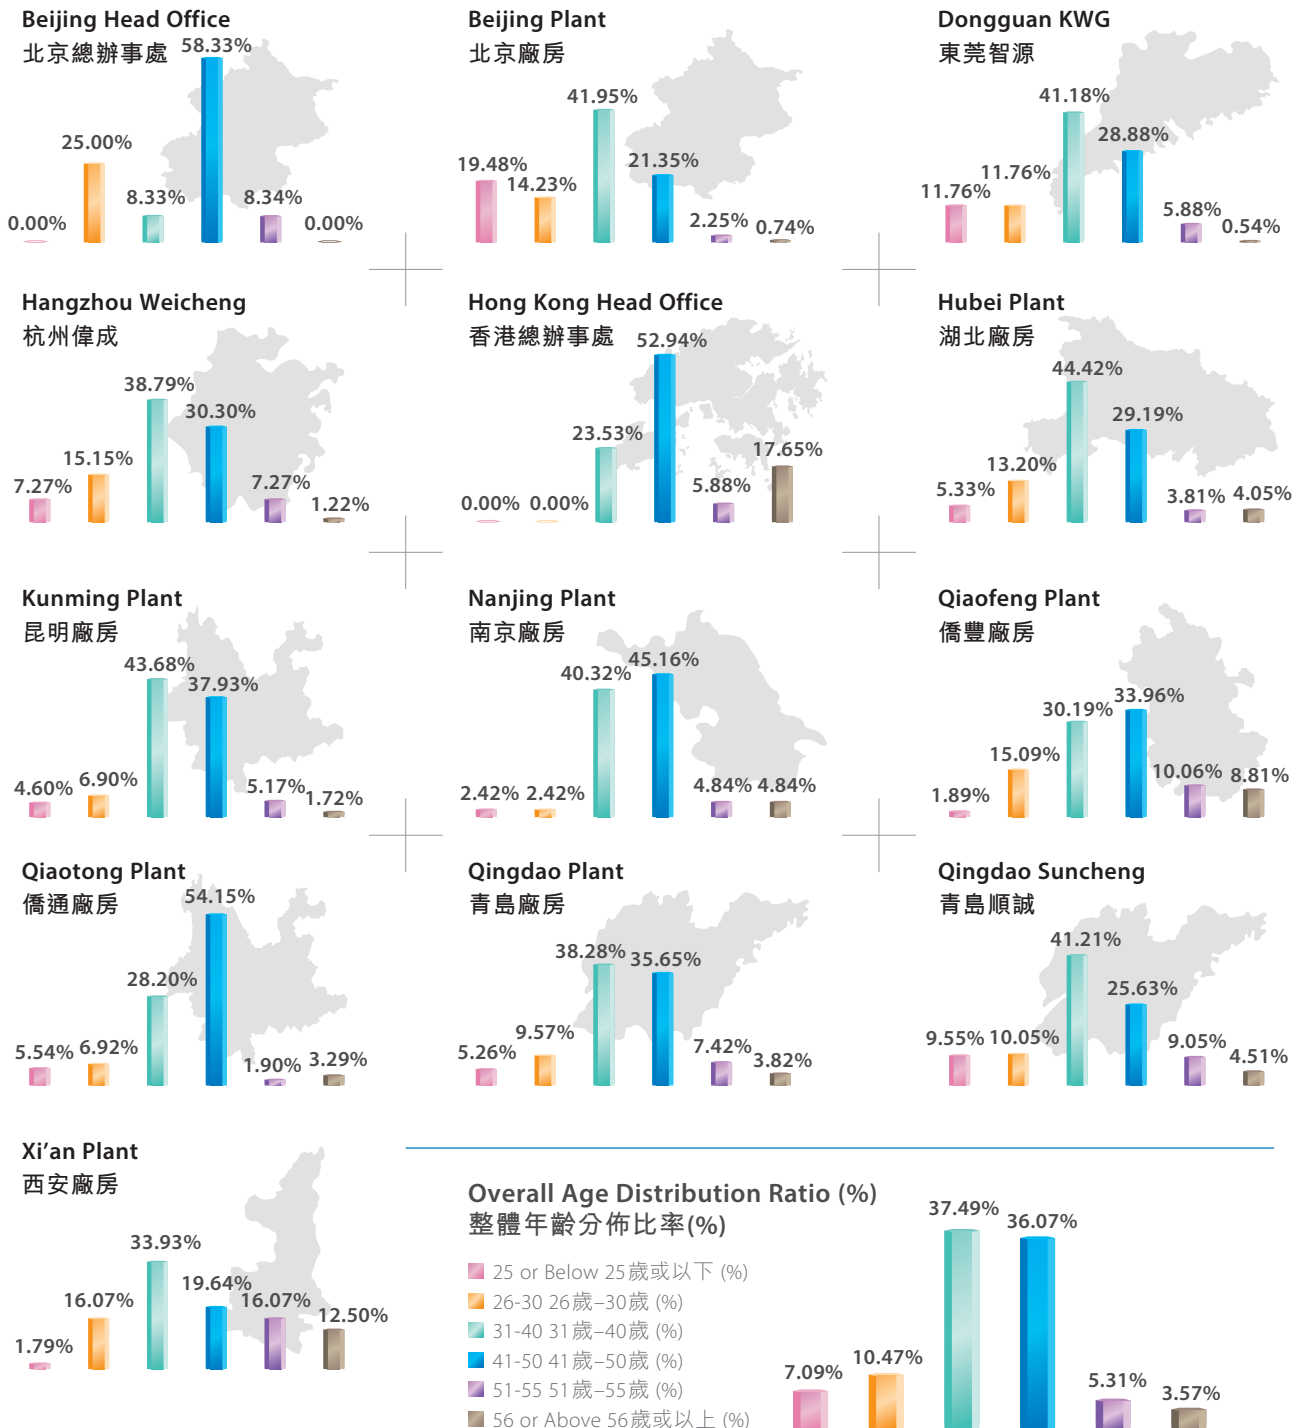 Beijing Head Office
北京總辦事處
0.00%
25.00%
8.33%
58.33%
8.34%
0.00%
Beijing Plant
北京廠房
19.48%
14.23%
41.95%
21.35%
2.25%
0.74%
Dongguan KWG
東莞智源
11.76%
11.76%
41.18%
28.88%
5.88%
0.54%
Hangzhou Weicheng
杭州偉成
7.27%
15.15%
38.79%
30.30%
7.27%
1.22%
Hong Kong Head Office
香港總辦事處
0.00%
0.00%
23.53%
52.94%
5.88%
17.65%
Hubei Plant
湖北廠房
5.33%
13.20%
44.42%
29.19%
3.81%
4.05%
Kunming Plant
昆明廠房
4.60%
6.90%
43.68%
37.93%
5.17%
1.72%
Nanjing Plant
南京廠房
2.42%
2.42%
40.32%
45.16%
4.84%
4.84%
Qiaofeng Plant
僑豐廠房
1.89%
15.09%
30.19%
33.96%
10.06%
8.81%
Qiaotong Plant
僑通廠房
5.54%
6.92%
28.20%
54.15%
1.90%
3.29%
Qingdao Plant
青島廠房
5.26%
9.57%
38.28%
35.65%
7.42%
3.82%
Qingdao Suncheng
青島順誠
9.55%
10.05%
41.21%
25.63%
9.05%
4.51%
Xi'an Plant
西安廠房
1.79%
16.07%
33.93%
19.64%
16.07%
12.50%
Overall Age Distribution Ratio (%)
整體年齡分佈比率(%)
25 or Below 25歲或以下 (%)
26-30 26歲–30歲 (%)
31-40 31歲–40歲 (%)
41-50 41歲–50歲 (%)
51-55 51歲–55歲 (%)
56 or Above 56歲或以上 (%)
7.09%
10.47%
37.49%
36.07%
5.31%
3.57%